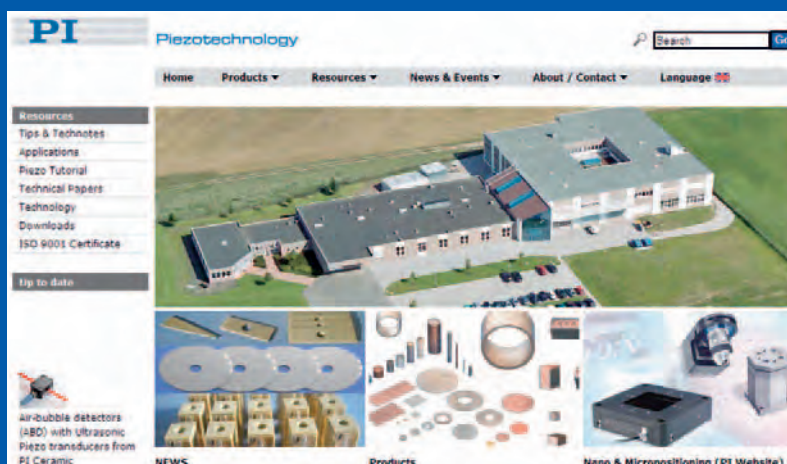 PI
Piezotechnology
Search
Go
Home Products Resources News & Events About / Contact Language
Resources
Tips & Technotes
Applications
Piezo Tutorial
Technical Papers
Technology
Downloads
ISO 9001 Certificate
Up to date
Air-bubble detectors
(ABD) with Ultrasonic
Piezo transducers from
PI Ceramic
NEWS
Products
Nano & Micropositioning (PI Website)